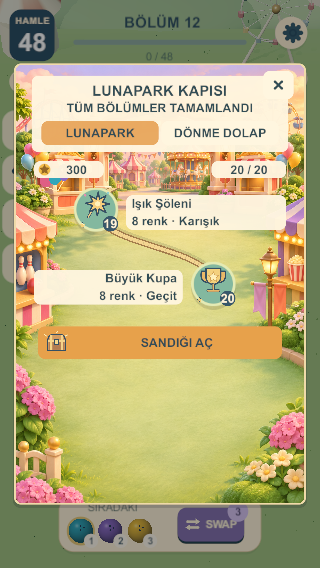 HAMLE
48
BÖLÜM 12
0 / 48
LUNAPARK KAPISI
TÜM BÖLÜMLER TAMAMLANDI
LUNAPARK
DÖNME DOLAP
300
20 / 20
Işık Şöleni
8 renk · Karışık
19
Büyük Kupa
8 renk · Geçit
20
SANDIĞI AÇ
SIRADAKİ
1
2
3
SWAP
3